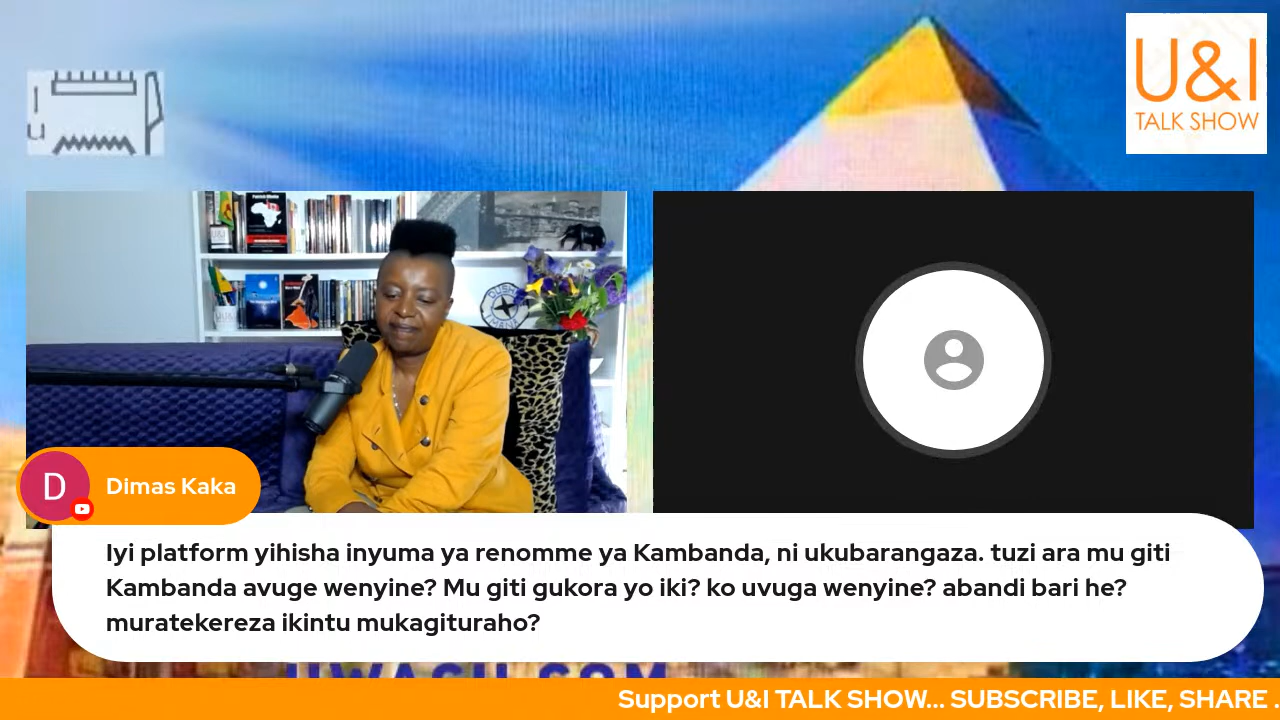 U&I
TALK SHOW
DUSHI
IMANA
U&I
Dimas Kaka
D
Iyi platform yihisha inyuma ya renomme ya Kambanda, ni ukubarangaza. tuzi ara mu giti
Kambanda avuge wenyine? Mu giti gukora yo iki? ko uvuga wenyine? abandi bari he?
muratekereza ikintu mukagituraho?
Support U&I TALK SHOW... SUBSCRIBE, LIKE, SHARE .